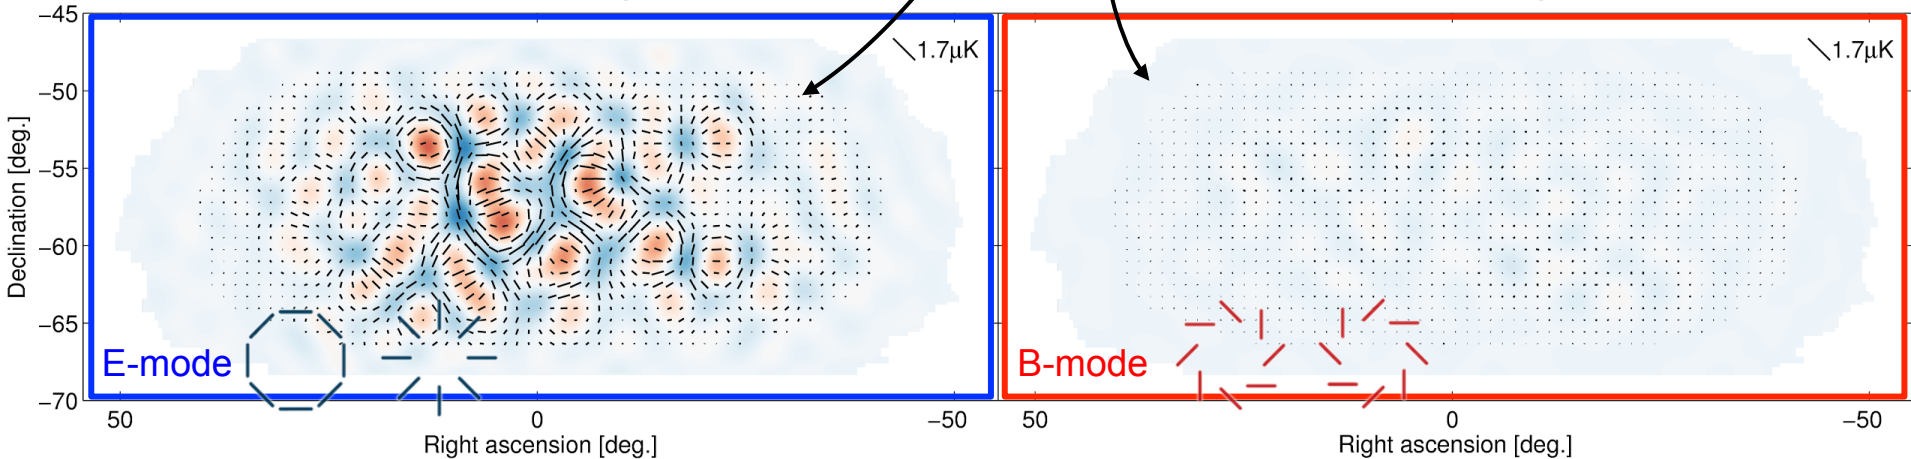 −45
−50
−55
−60
−65
−70
Declination [deg.]
1.7μK
E-mode
50
0
−50
Right ascension [deg.]
1.7μK
B-mode
50
0
−50
Right ascension [deg.]